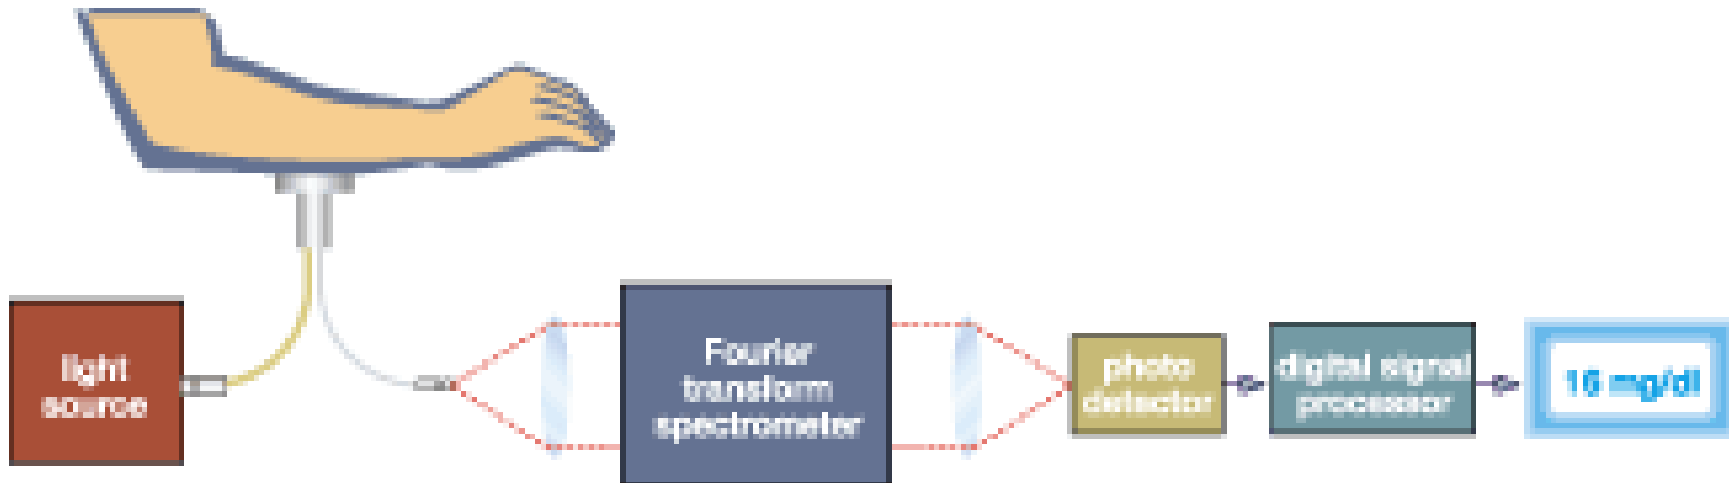 light
source
Fourier
transform
spectrometer
photo
detector
digital signal
processor
16 mg/dl